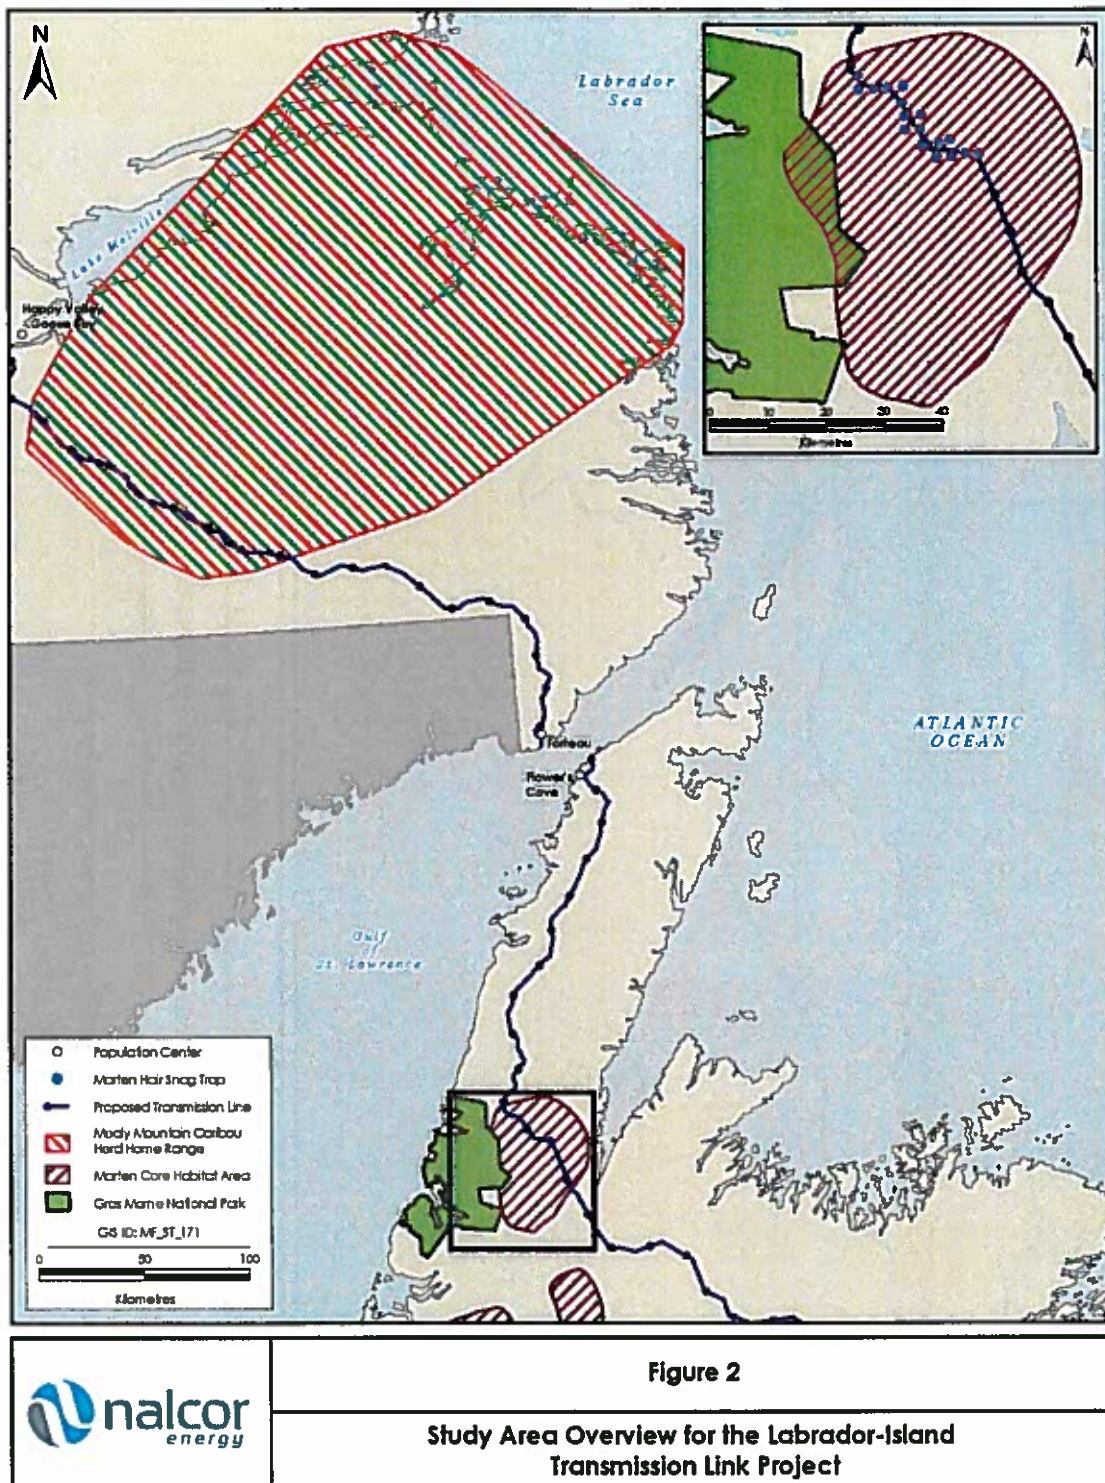 N
Labrador
Sea
N
Lake Melville
Happy Valley
Goose Bay
0 10 20 30 40
Kilometres
ATLANTIC
OCEAN
Forteau
Flower's
Cove
Gulf
of
St. Lawrence
Population Center
Marten Hair Snag Trap
Proposed Transmission Line
Mealy Mountain Caribou
Herd Home Range
Marten Core Habitat Area
Gros Morne National Park
GIS ID: MF_ST_171
0 50 100
Kilometres
nalcor
energy
Figure 2
Study Area Overview for the Labrador-Island
Transmission Link Project